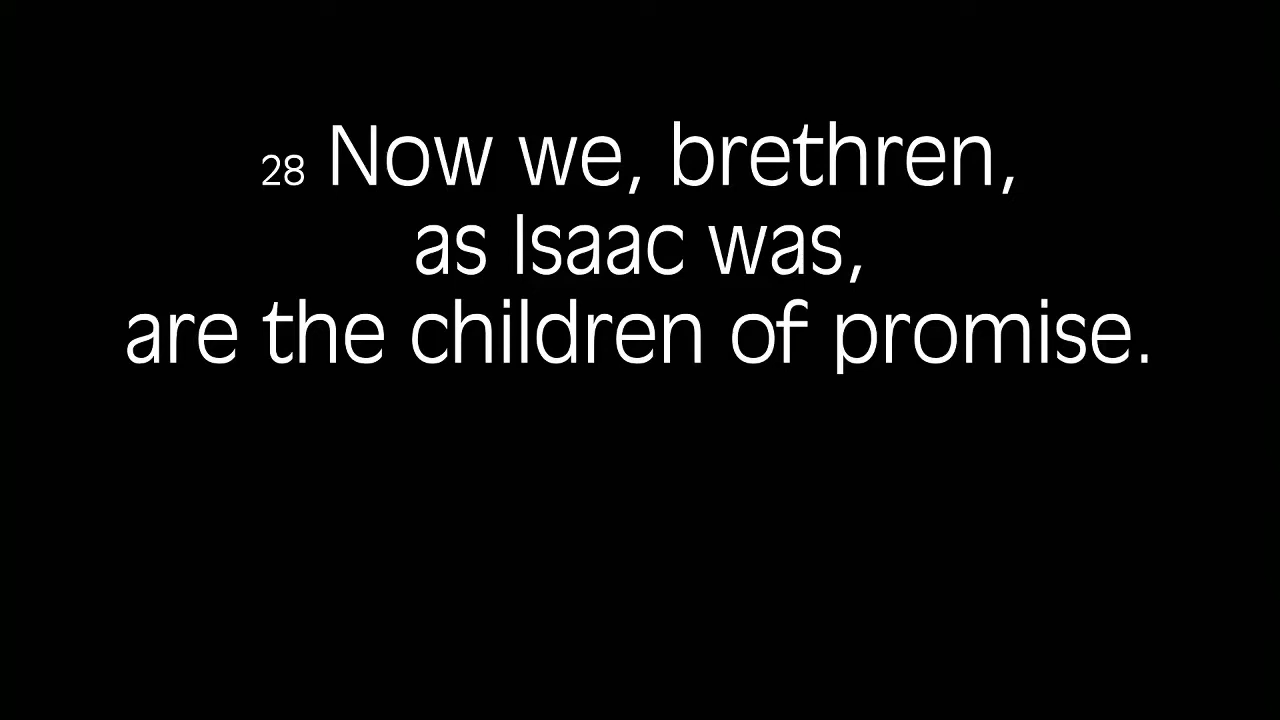 28 Now we, brethren,
as Isaac was,
are the children of promise.